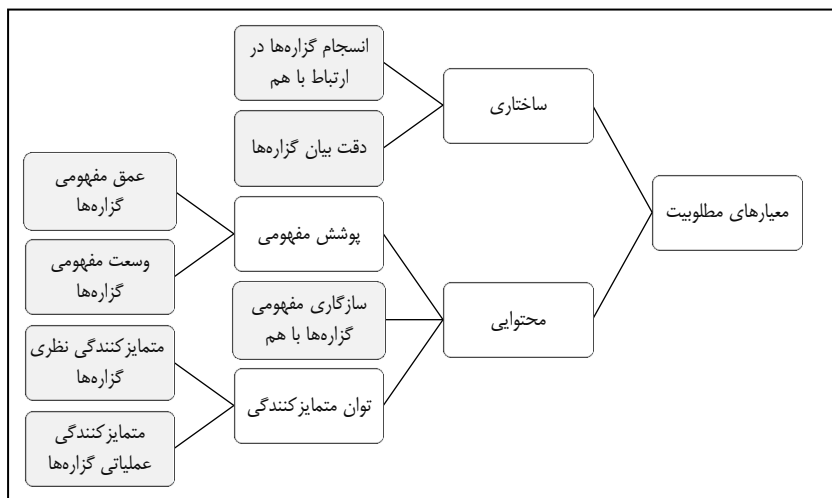 معیارهای مطلوبیت
ساختاری
انسجام گزاره‌ها در
ارتباط با هم
دقت بیان گزاره‌ها
محتوایی
پوشش مفهومی
عمق مفهومی
گزاره‌ها
وسعت مفهومی
گزاره‌ها
سازگاری مفهومی
گزاره‌ها با هم
توان متمایزکنندگی
متمایزکنندگی نظری
گزاره‌ها
متمایزکنندگی
عملیاتی گزاره‌ها